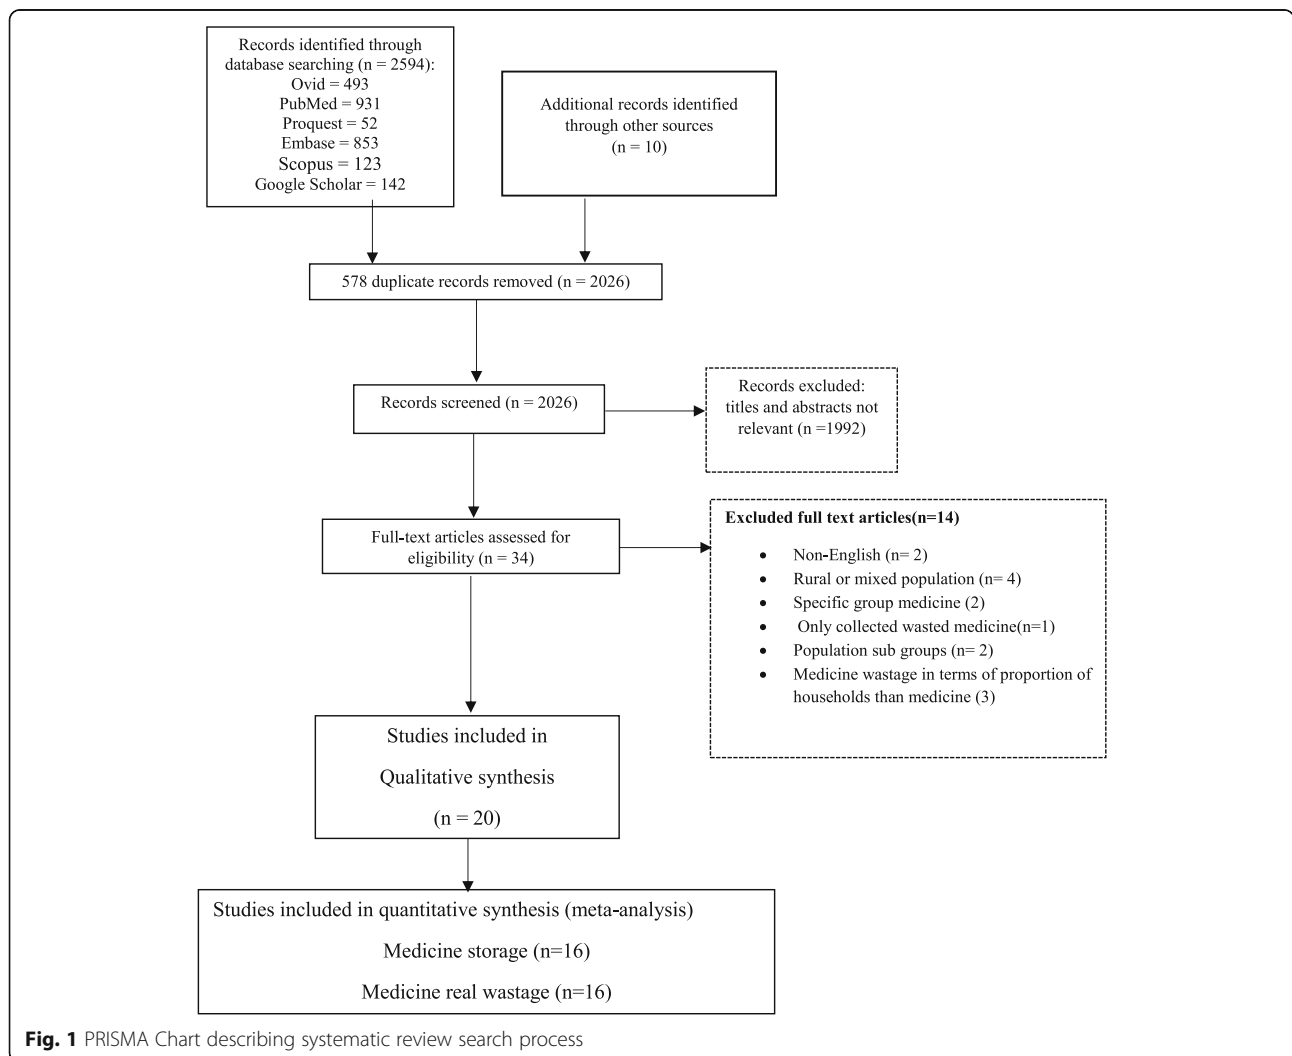 Records identified through
database searching (n = 2594):
Ovid = 493
PubMed = 931
Proquest = 52
Embase = 853
Scopus = 123
Google Scholar = 142
Additional records identified
through other sources
(n = 10)
578 duplicate records removed (n = 2026)
Records screened (n = 2026)
Records excluded:
titles and abstracts not
relevant (n =1992)
Full-text articles assessed for
eligibility (n = 34)
Excluded full text articles(n=14)
• Non-English (n= 2)
• Rural or mixed population (n= 4)
• Specific group medicine (2)
• Only collected wasted medicine(n=1)
• Population sub groups (n= 2)
• Medicine wastage in terms of proportion of
households than medicine (3)
Studies included in
Qualitative synthesis
(n = 20)
Studies included in quantitative synthesis (meta-analysis)
Medicine storage (n=16)
Medicine real wastage (n=16)
Fig. 1 PRISMA Chart describing systematic review search process